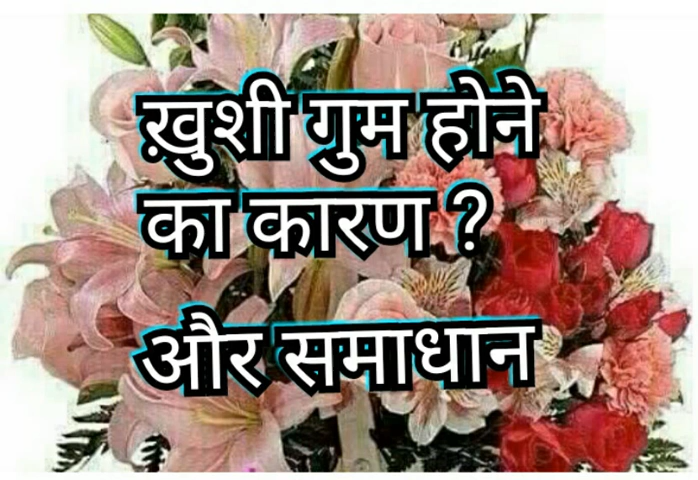 ख़ुशी गुम होने
का कारण ?
और समाधान